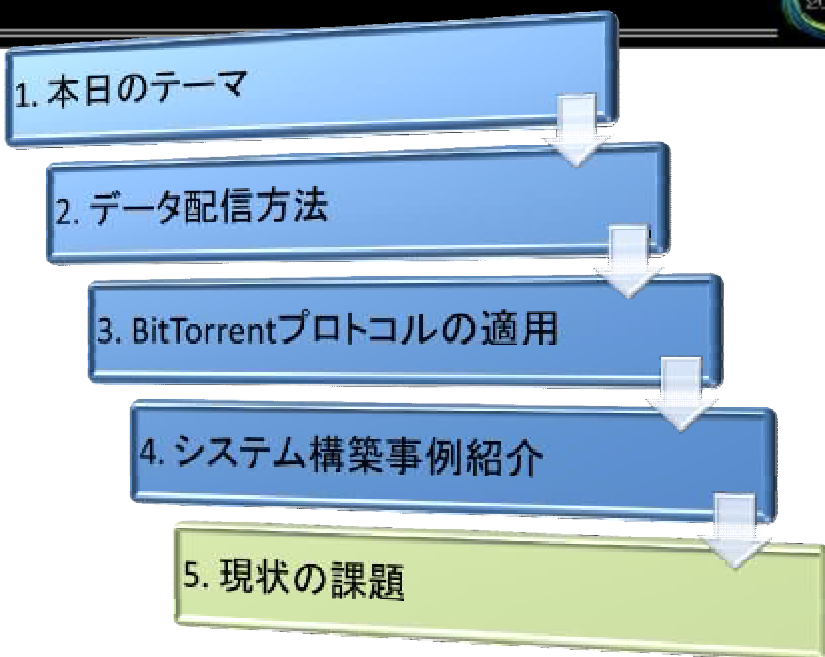 1. 本日のテーマ
2. データ配信方法
3. BitTorrentプロトコルの適用
4. システム構築事例紹介
5. 現状の課題